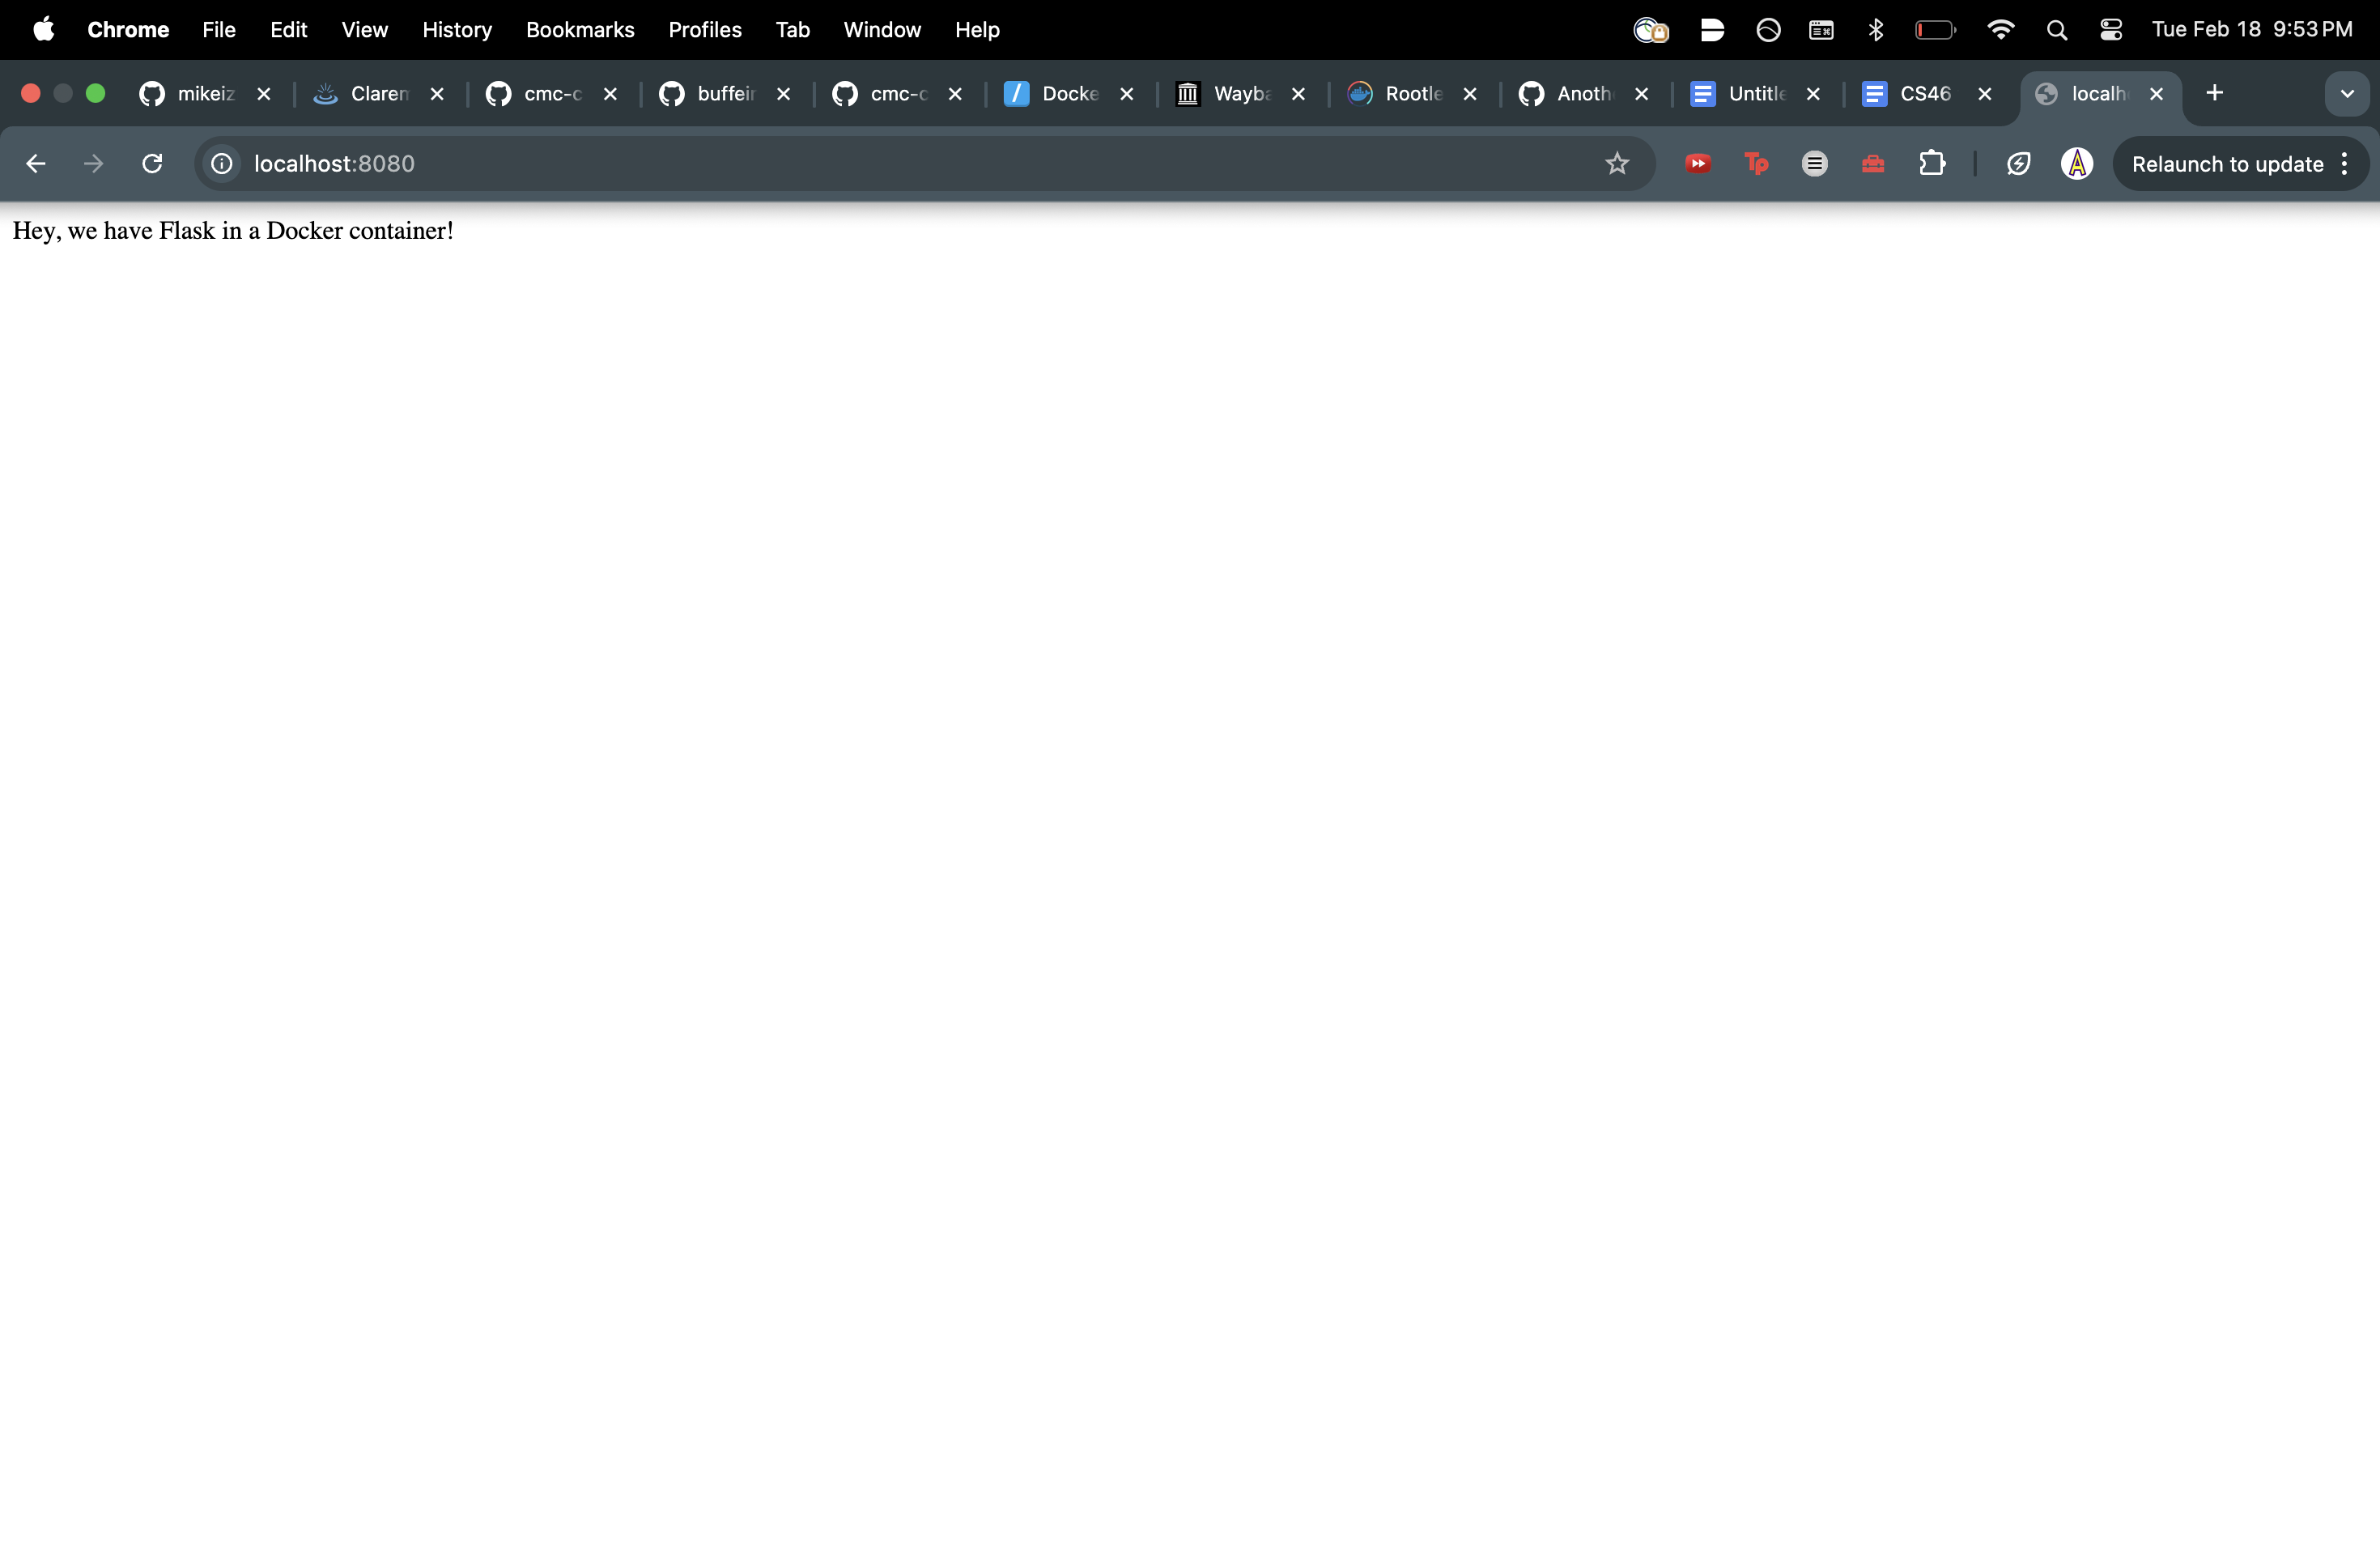 Chrome File Edit View History Bookmarks Profiles Tab Window Help Tue Feb 18 9:53 PM
mikeiz Clarem cmc-c buffein cmc-c Docke Wayba Rootle Anoth Untitle CS46 localh
localhost:8080 Tp A Relaunch to update
Hey, we have Flask in a Docker container!